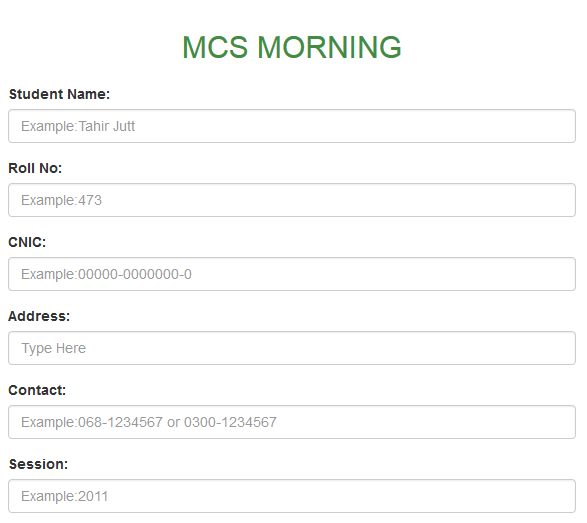 MCS MORNING
Student Name:
Example:Tahir Jutt
Roll No:
Example:473
CNIC:
Example:00000-0000000-0
Address:
Type Here
Contact:
Example:068-1234567 or 0300-1234567
Session:
Example:2011